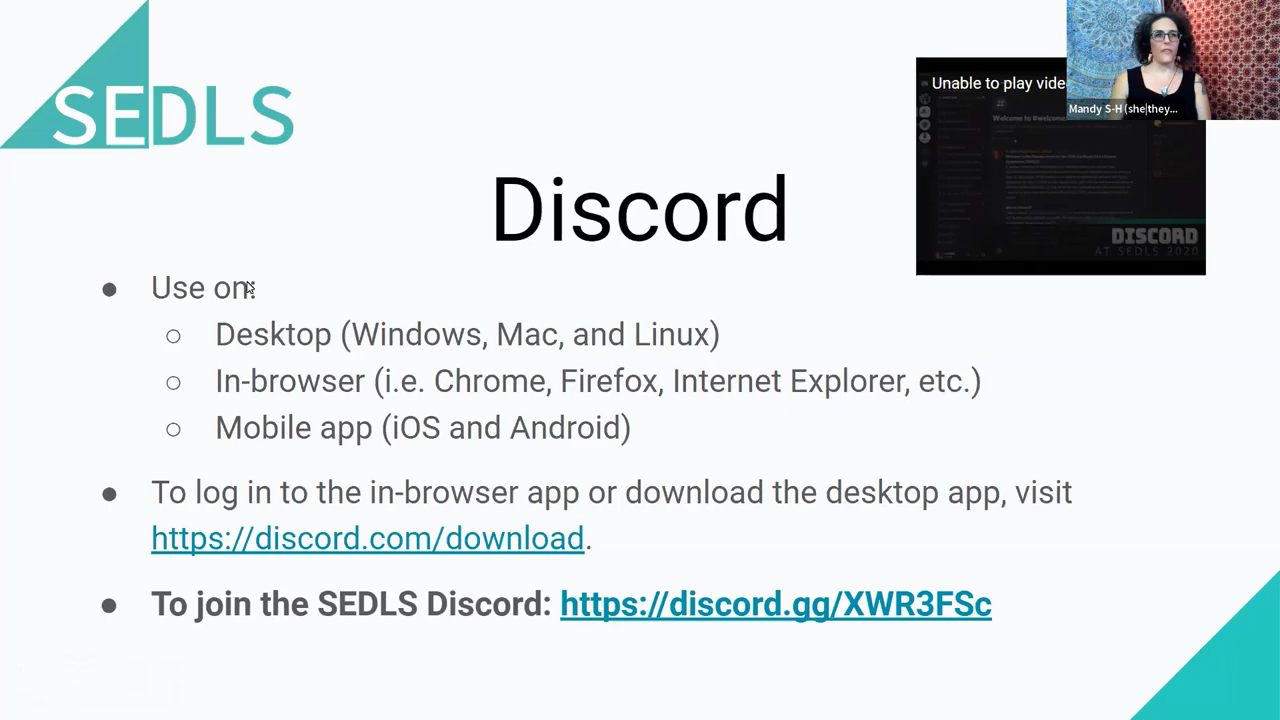 SEDLS
Unable to play vide
Mandy S-H (she|they...
Welcome to #welcome
DISCORD
AT SEDLS 2020
Discord
● Use on:
○ Desktop (Windows, Mac, and Linux)
○ In-browser (i.e. Chrome, Firefox, Internet Explorer, etc.)
○ Mobile app (iOS and Android)
● To log in to the in-browser app or download the desktop app, visit
https://discord.com/download.
● To join the SEDLS Discord: https://discord.gg/XWR3FSc